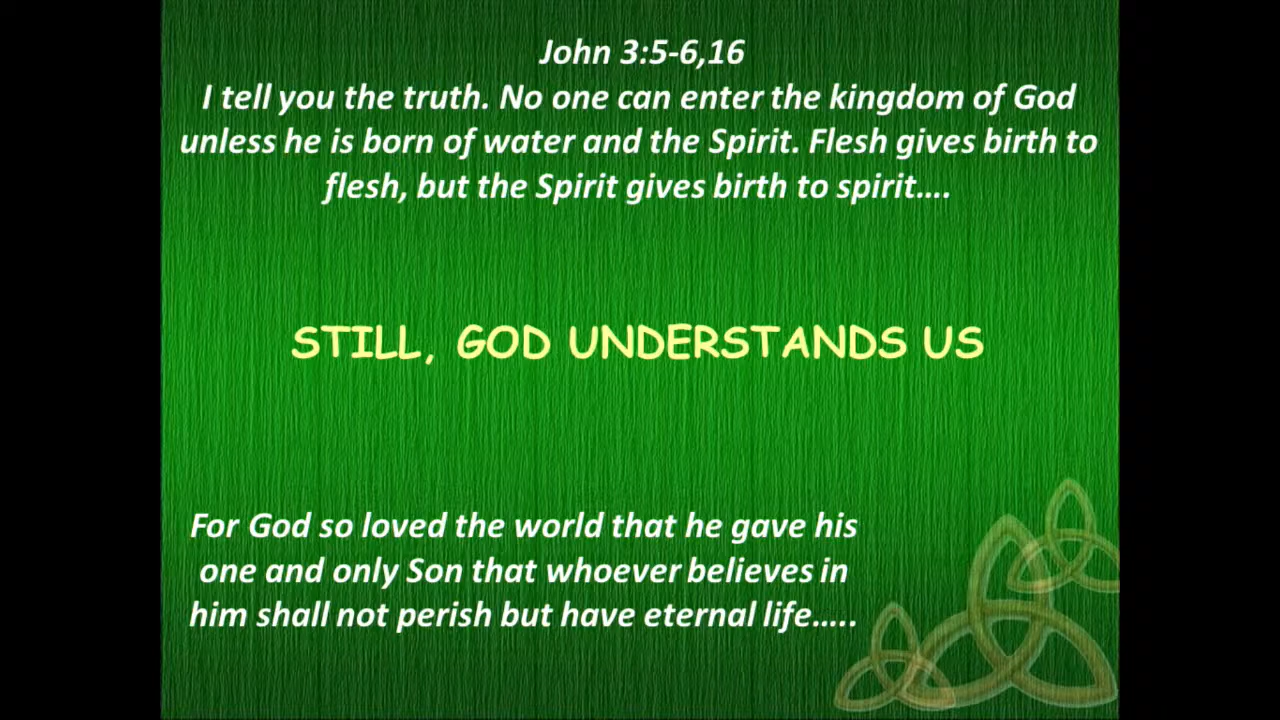 John 3:5-6,16
I tell you the truth. No one can enter the kingdom of God
unless he is born of water and the Spirit. Flesh gives birth to
flesh, but the Spirit gives birth to spirit....
STILL, GOD UNDERSTANDS US
For God so loved the world that he gave his
one and only Son that whoever believes in
him shall not perish but have eternal life.....